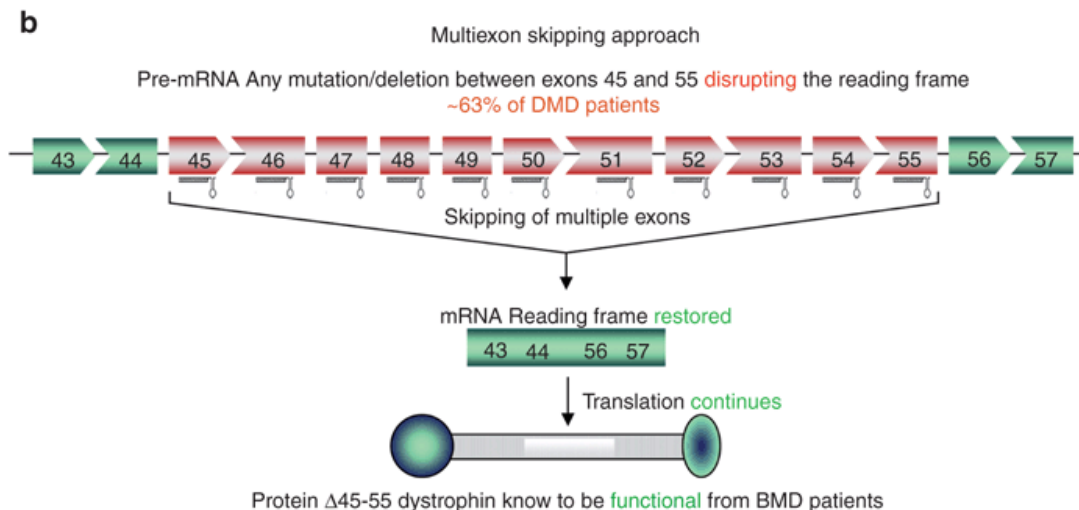 b
Multiexon skipping approach
Pre-mRNA Any mutation/deletion between exons 45 and 55 disrupting the reading frame
~63% of DMD patients
43 44 45 46 47 48 49 50 51 52 53 54 55 56 57
Skipping of multiple exons
mRNA Reading frame restored
43 44 56 57
Translation continues
Protein Δ45-55 dystrophin know to be functional from BMD patients